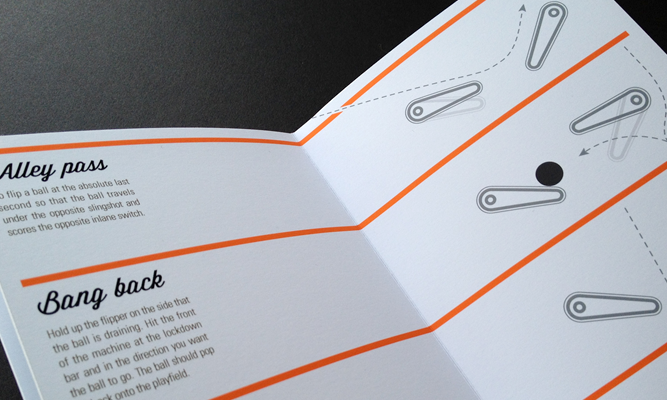 Alley pass
flip a ball at the absolute last
second so that the ball travels
under the opposite slingshot and
scores the opposite inlane switch.
Bang back
Hold up the flipper on the side that
the ball is draining. Hit the front
of the machine at the lockdown
bar and in the direction you want
the ball to go. The ball should pop
onto the playfield.